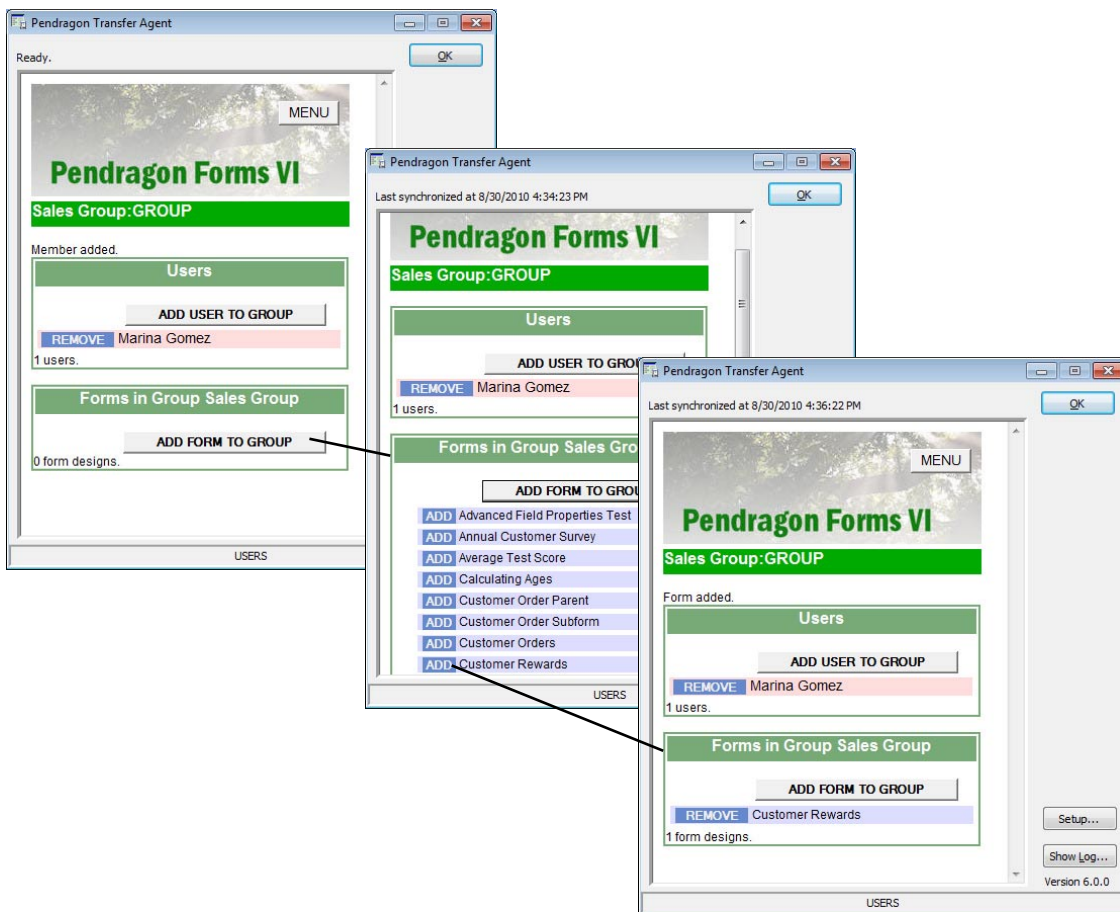 Pendragon Transfer Agent
Ready.
OK
MENU
Pendragon Forms VI
Sales Group:GROUP
Member added.
Users
ADD USER TO GROUP
REMOVE Marina Gomez
1 users.
Forms in Group Sales Group
ADD FORM TO GROUP
0 form designs.
USERS
Pendragon Transfer Agent
Last synchronized at 8/30/2010 4:34:23 PM
OK
Pendragon Forms VI
Sales Group:GROUP
Users
ADD USER TO GROU
REMOVE Marina Gomez
1 users.
Forms in Group Sales Gro
ADD FORM TO GROU
ADD Advanced Field Properties Test
ADD Annual Customer Survey
ADD Average Test Score
ADD Calculating Ages
ADD Customer Order Parent
ADD Customer Order Subform
ADD Customer Orders
ADD Customer Rewards
USERS
Pendragon Transfer Agent
Last synchronized at 8/30/2010 4:36:22 PM
OK
MENU
Pendragon Forms VI
Sales Group:GROUP
Form added.
Users
ADD USER TO GROUP
REMOVE Marina Gomez
1 users.
Forms in Group Sales Group
ADD FORM TO GROUP
REMOVE Customer Rewards
1 form designs.
Setup...
Show Log...
Version 6.0.0
USERS